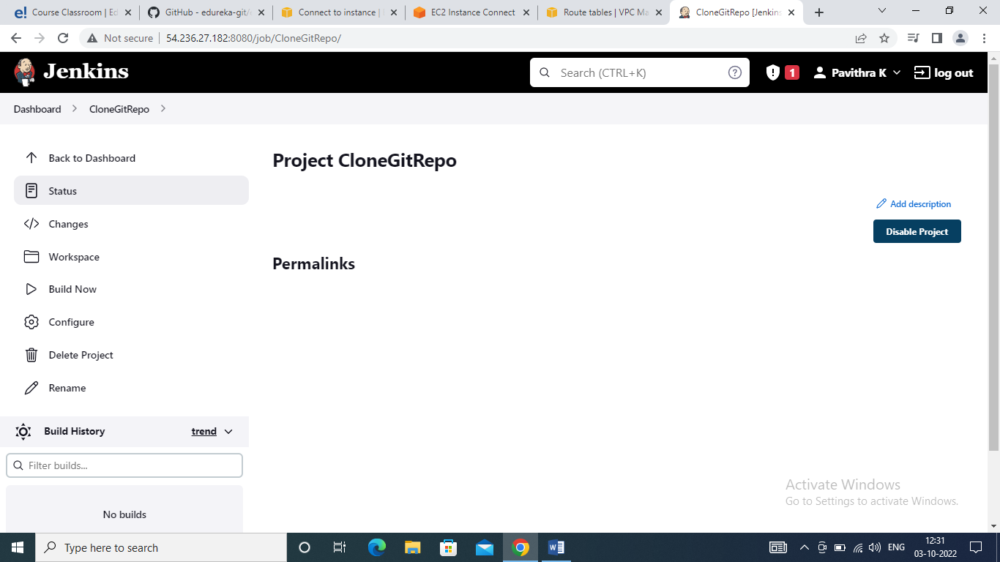 Course Classroom | Ed
GitHub - edureka-git/
Connect to instance |
EC2 Instance Connect
Route tables | VPC Ma
CloneGitRepo [Jenkins
Not secure
54.236.27.182:8080/job/CloneGitRepo/
Jenkins
Search (CTRL+K)
1
Pavithra K
log out
Dashboard
CloneGitRepo
Back to Dashboard
Status
Changes
Workspace
Build Now
Configure
Delete Project
Rename
Build History
trend
Filter builds...
No builds
Project CloneGitRepo
Add description
Disable Project
Permalinks
Activate Windows
Go to Settings to activate Windows.
Type here to search
ENG
12:31
03-10-2022